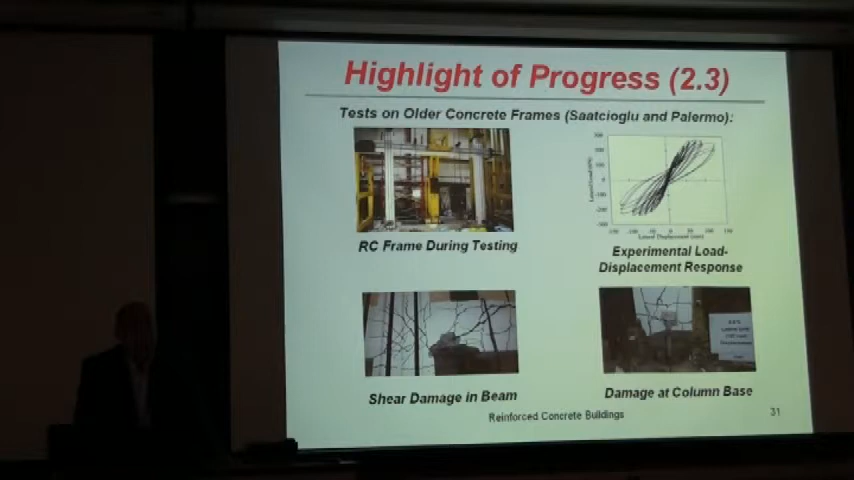 Highlight of Progress (2.3)
Tests on Older Concrete Frames (Saatcioglu and Palermo):
RC Frame During Testing
Experimental Load-
Displacement Response
Shear Damage in Beam
Damage at Column Base
Reinforced Concrete Buildings
31